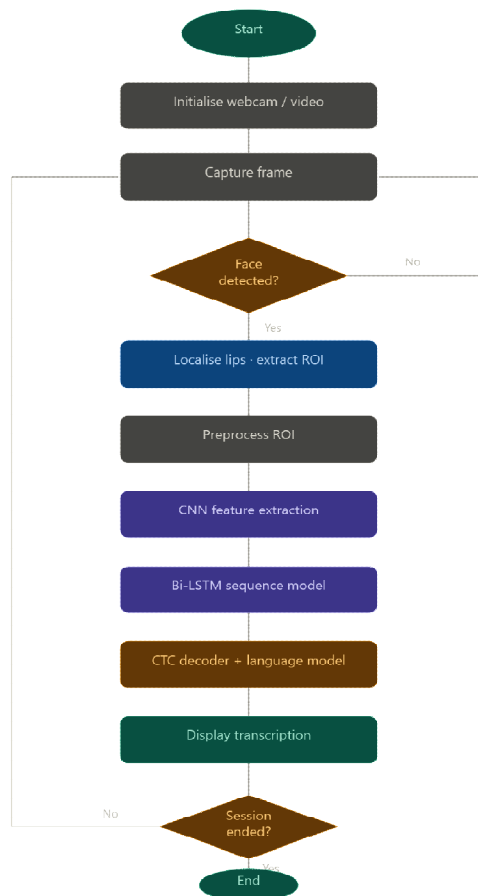 Start
Initialise webcam / video
Capture frame
Face
detected?
No
Yes
Localise lips · extract ROI
Preprocess ROI
CNN feature extraction
Bi-LSTM sequence model
CTC decoder + language model
Display transcription
Session
ended?
No
Yes
End